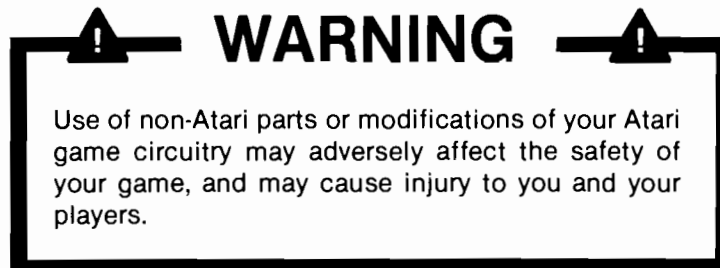 WARNING
Use of non-Atari parts or modifications of your Atari
game circuitry may adversely affect the safety of
your game, and may cause injury to you and your
players.